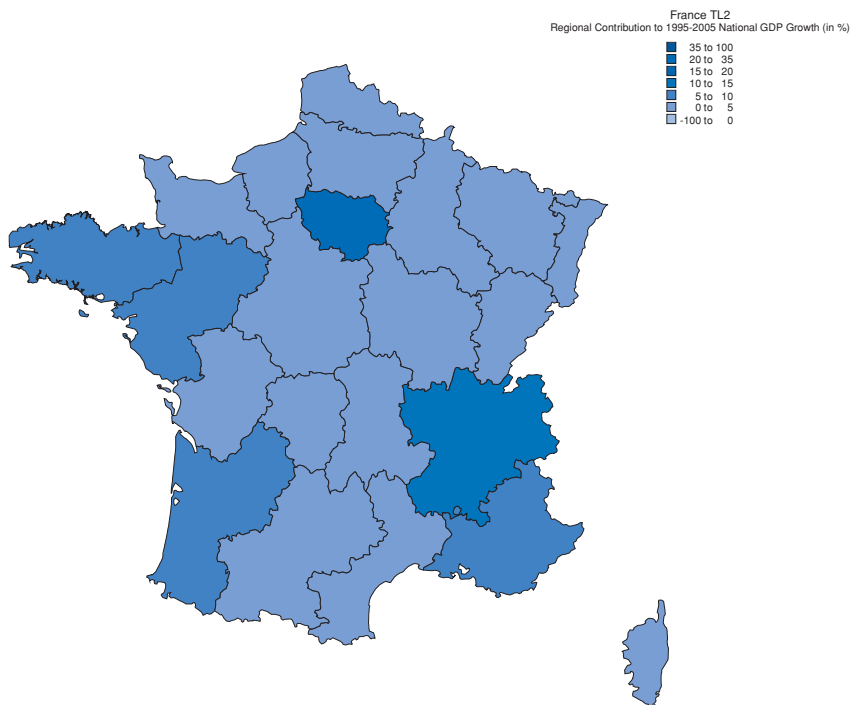 France TL2
Regional Contribution to 1995-2005 National GDP Growth (in %)
35 to 100
20 to 35
15 to 20
10 to 15
5 to 10
0 to 5
-100 to 0